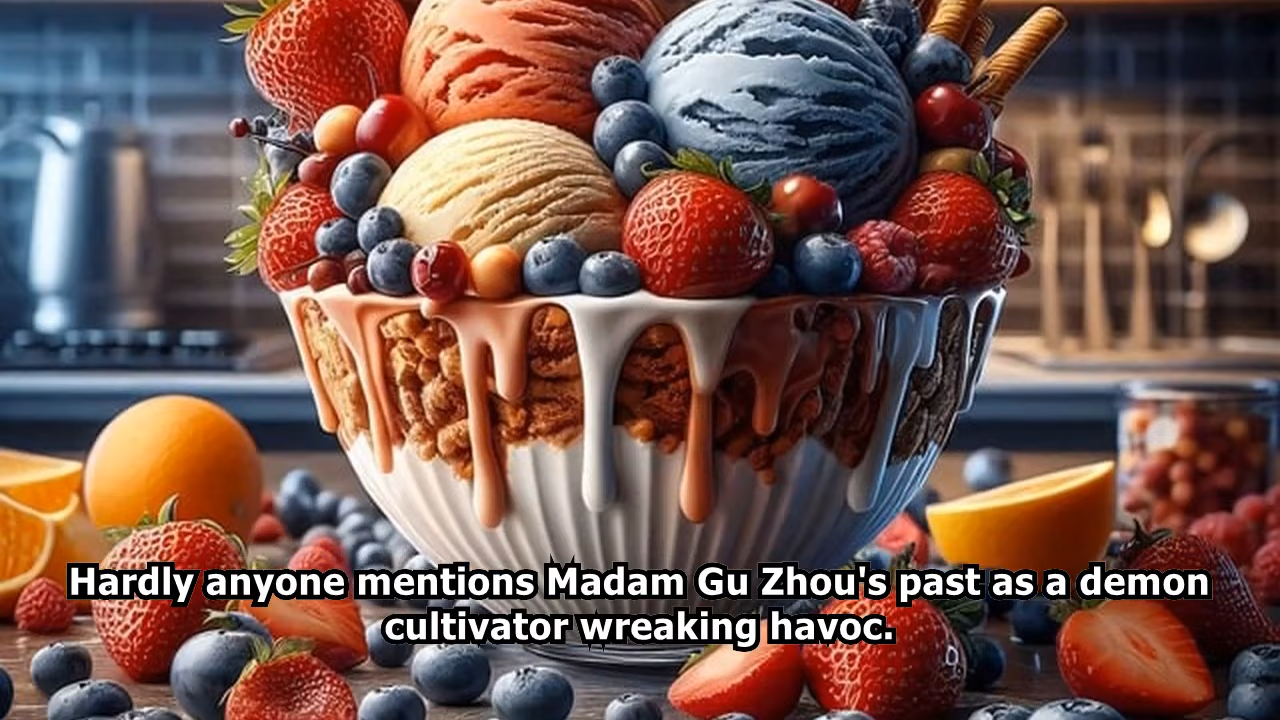 Hardly anyone mentions Madam Gu Zhou's past as a demon
cultivator wreaking havoc.